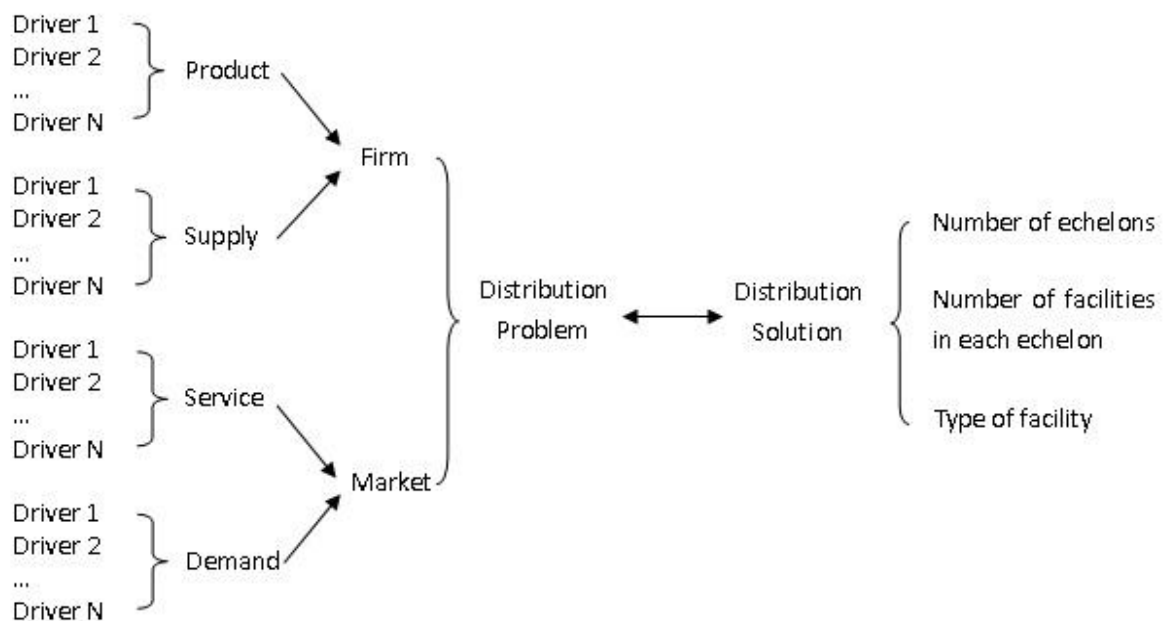 Driver 1
Driver 2
...
Driver N
Product
Driver 1
Driver 2
...
Driver N
Supply
Firm
Driver 1
Driver 2
...
Driver N
Service
Driver 1
Driver 2
...
Driver N
Demand
Market
Distribution
Problem
Distribution
Solution
Number of echelons
Number of facilities
in each echelon
Type of facility